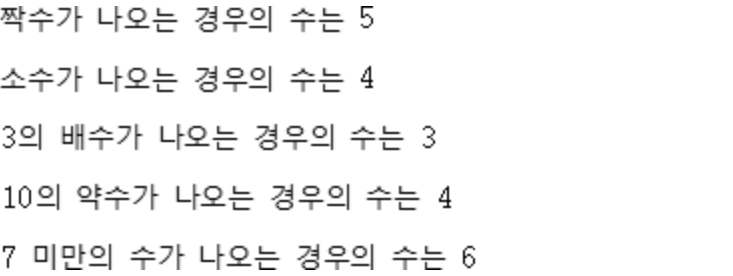 짝수가 나오는 경우의 수는 5
소수가 나오는 경우의 수는 4
3의 배수가 나오는 경우의 수는 3
10의 약수가 나오는 경우의 수는 4
7 미만의 수가 나오는 경우의 수는 6